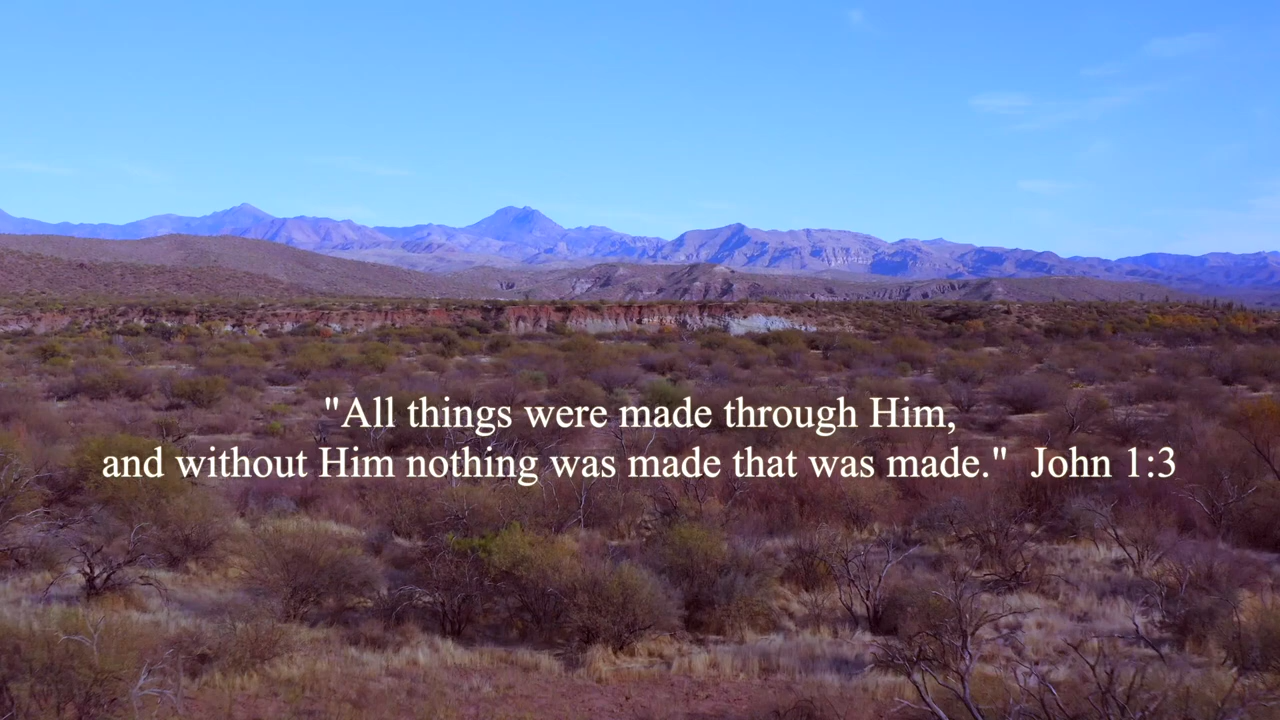 "All things were made through Him,
and without Him nothing was made that was made."  John 1:3